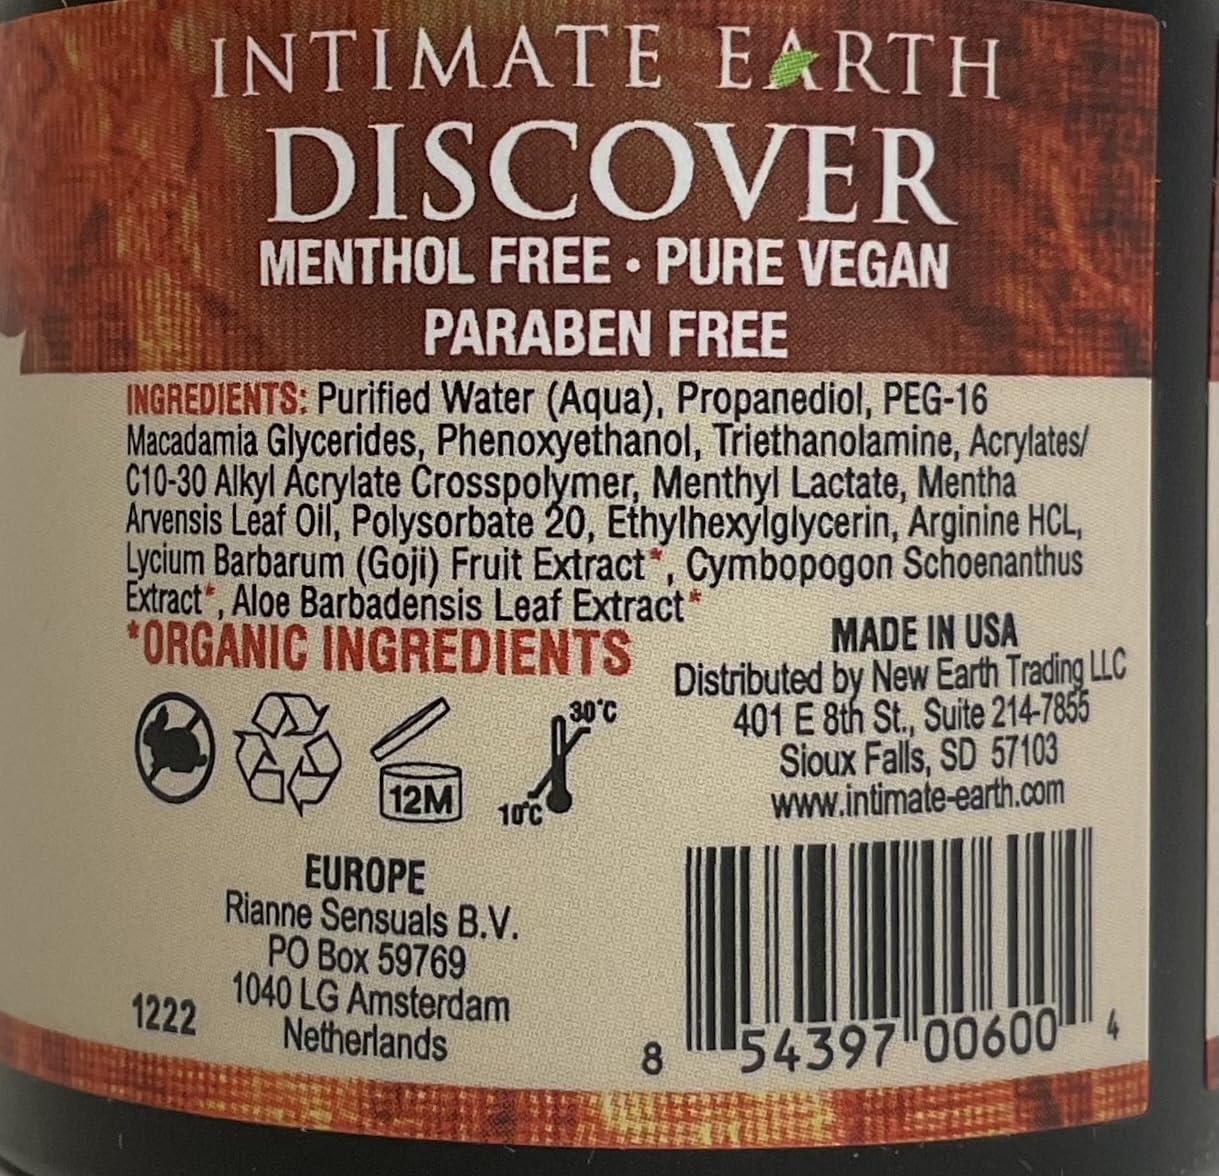 INTIMATE EARTH
DISCOVER
MENTHOL FREE • PURE VEGAN
PARABEN FREE
INGREDIENTS: Purified Water (Aqua), Propanediol, PEG-16
Macadamia Glycerides, Phenoxyethanol, Triethanolamine, Acrylates/
C10-30 Alkyl Acrylate Crosspolymer, Menthyl Lactate, Mentha
Arvensis Leaf Oil, Polysorbate 20, Ethylhexylglycerin, Arginine HCL,
Lycium Barbarum (Goji) Fruit Extract*, Cymbopogon Schoenanthus
Extract*, Aloe Barbadensis Leaf Extract*
*ORGANIC INGREDIENTS
MADE IN USA
Distributed by New Earth Trading LLC
401 E 8th St., Suite 214-7855
Sioux Falls, SD 57103
www.intimate-earth.com
30°C
12M
10°C
EUROPE
Rianne Sensuals B.V.
PO Box 59769
1040 LG Amsterdam
Netherlands
1222
8 54397 00600 4